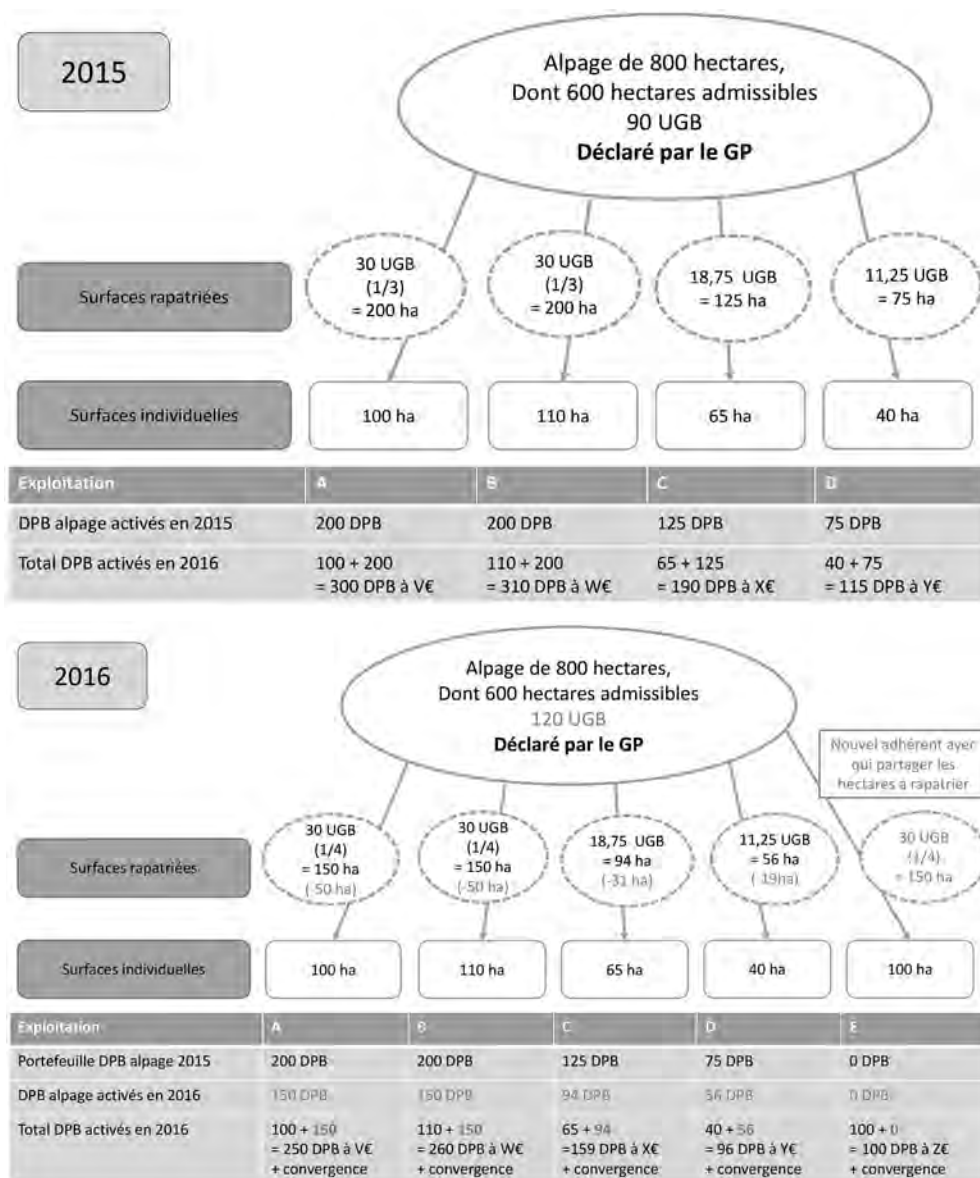 2015
Alpage de 800 hectares,
Dont 600 hectares admissibles
90 UGB
Déclaré par le GP
Surfaces rapatriées
30 UGB
(1/3)
= 200 ha
30 UGB
(1/3)
= 200 ha
18,75 UGB
= 125 ha
11,25 UGB
= 75 ha
Surfaces individuelles
100 ha
110 ha
65 ha
40 ha
Exploitation A B C D
DPB alpage activés en 2015 200 DPB 200 DPB 125 DPB 75 DPB
Total DPB activés en 2016 100 + 200 110 + 200 65 + 125 40 + 75
= 300 DPB à V€ = 310 DPB à W€ = 190 DPB à X€ = 115 DPB à Y€
2016
Alpage de 800 hectares,
Dont 600 hectares admissibles
120 UGB
Déclaré par le GP
Nouvel adhérent avec
qui partager les
hectares à rapatrier
Surfaces rapatriées
30 UGB
(1/4)
= 150 ha
(-50 ha)
30 UGB
(1/4)
= 150 ha
(-50 ha)
18,75 UGB
= 94 ha
(-31 ha)
11,25 UGB
= 56 ha
(-19ha)
30 UGB
(1/4)
= 150 ha
Surfaces individuelles
100 ha
110 ha
65 ha
40 ha
100 ha
Exploitation A B C D E
Portefeuille DPB alpage 2015 200 DPB 200 DPB 125 DPB 75 DPB 0 DPB
DPB alpage activés en 2016 150 DPB 150 DPB 94 DPB 56 DPB 0 DPB
Total DPB activés en 2016 100 + 150 110 + 150 65 + 94 40 + 56 100 + 0
= 250 DPB à V€ = 260 DPB à W€ =159 DPB à X€ = 96 DPB à Y€ = 100 DPB à Z€
+ convergence + convergence + convergence + convergence + convergence